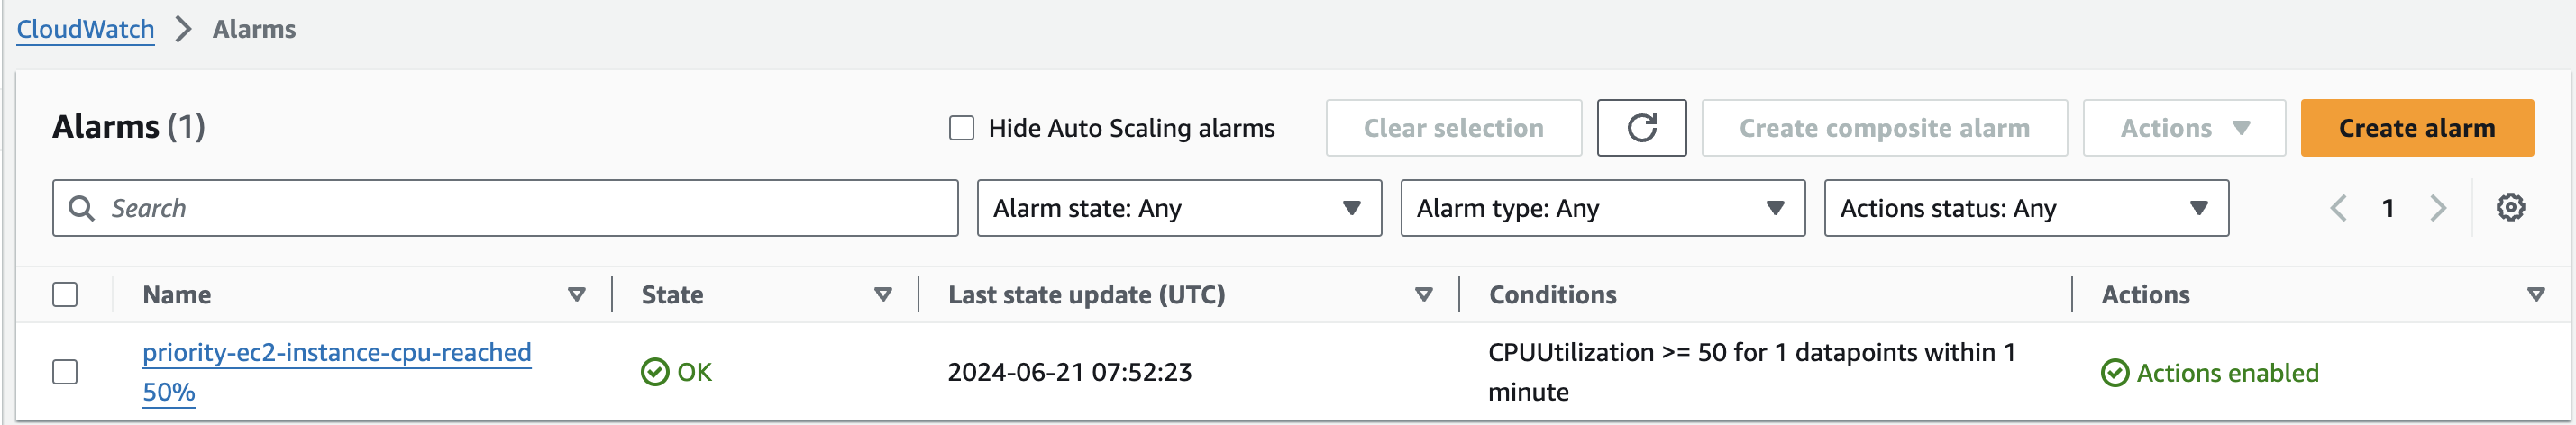 CloudWatch > Alarms
Alarms (1)
Hide Auto Scaling alarms
Clear selection
Create composite alarm
Actions
Create alarm
Search
Alarm state: Any
Alarm type: Any
Actions status: Any
1
Name
State
Last state update (UTC)
Conditions
Actions
priority-ec2-instance-cpu-reached
50%
OK
2024-06-21 07:52:23
CPUUtilization >= 50 for 1 datapoints within 1
minute
Actions enabled